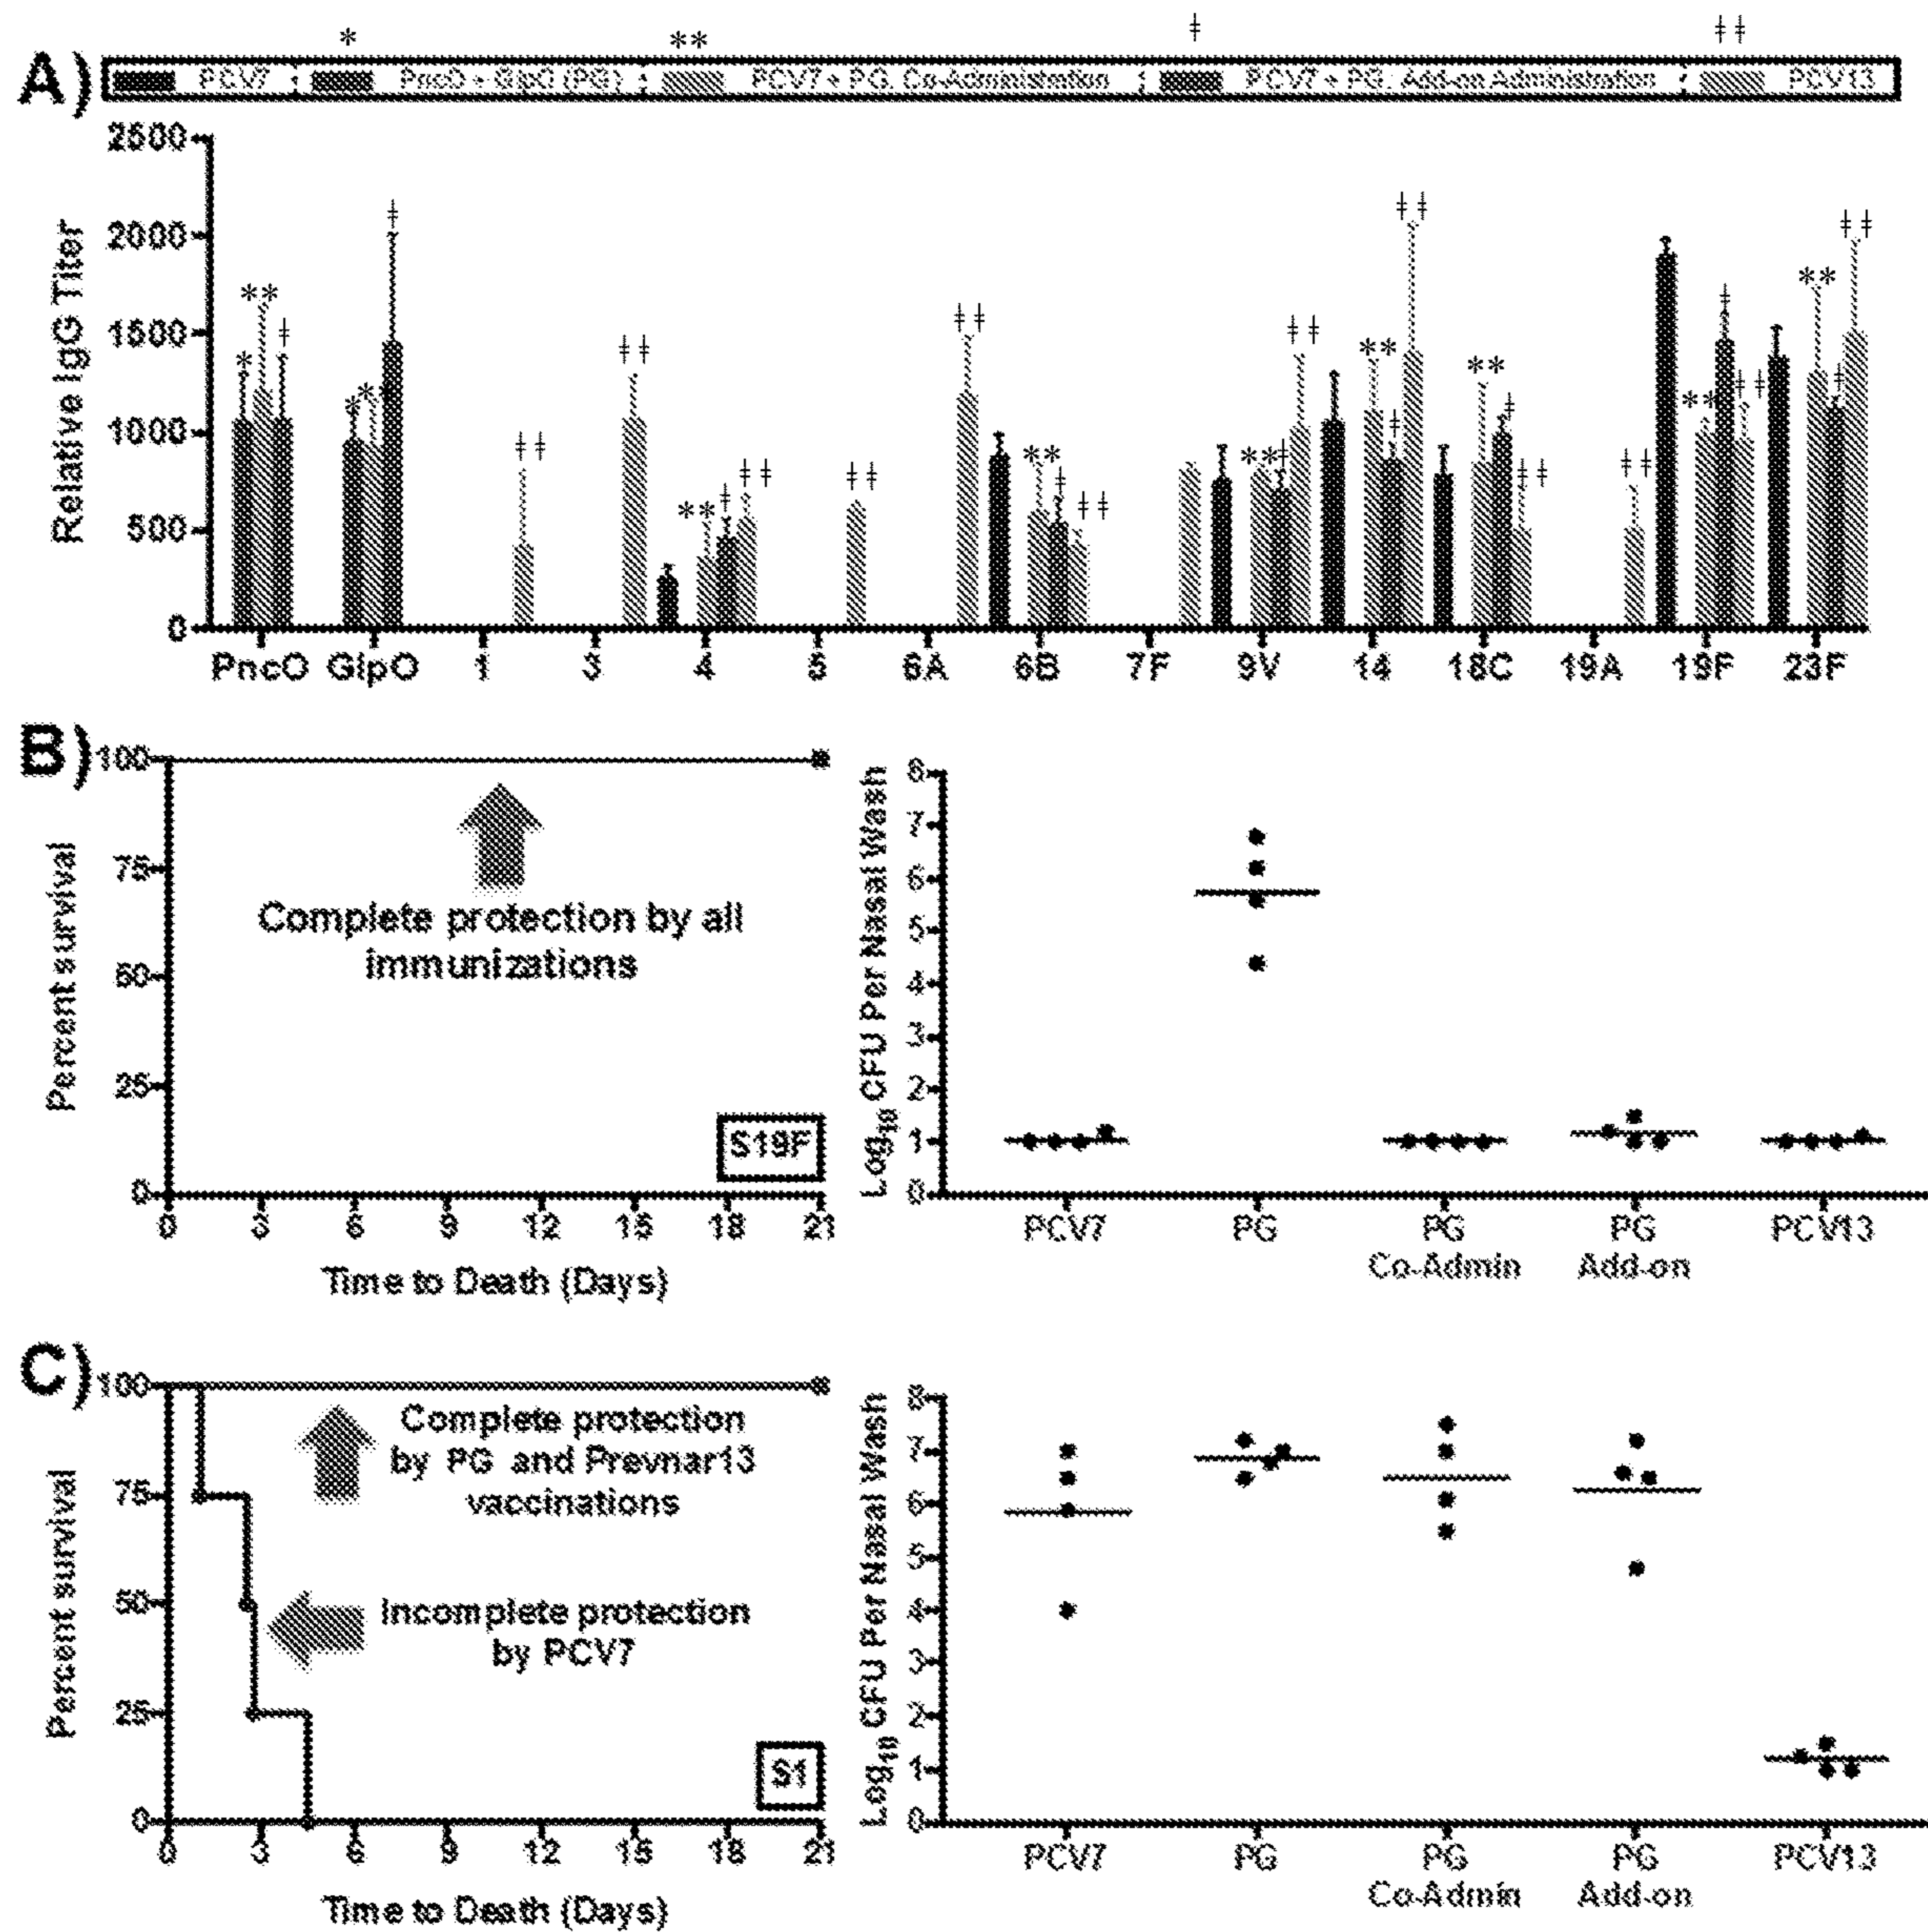 * ** ǂ ǂǂ
A) PCV7 ; PncO + GlpO (PG) ; PCV7 + PG: Co-Administration ; PCV7 + PG: Add-on Administration ; PCV13
Relative IgG Titer
2500
2000
1500
1000
500
0
PncO GlpO 1 3 4 5 6A 6B 7F 9V 14 18C 19A 19F 23F
B)
Percent survival
100
75
50
25
0
Complete protection by all
immunizations
S19F
0 3 6 9 12 15 18 21
Time to Death (Days)
Log10 CFU Per Nasal Wash
8
7
6
5
4
3
2
1
0
PCV7 PG PG PG PCV13
Co-Admin Add-on
C)
Percent survival
100
75
50
25
0
Complete protection
by PG and Prevnar13
vaccinations
Incomplete protection
by PCV7
S1
0 3 6 9 12 15 18 21
Time to Death (Days)
Log10 CFU Per Nasal Wash
8
7
6
5
4
3
2
1
0
PCV7 PG PG PG PCV13
Co-Admin Add-on